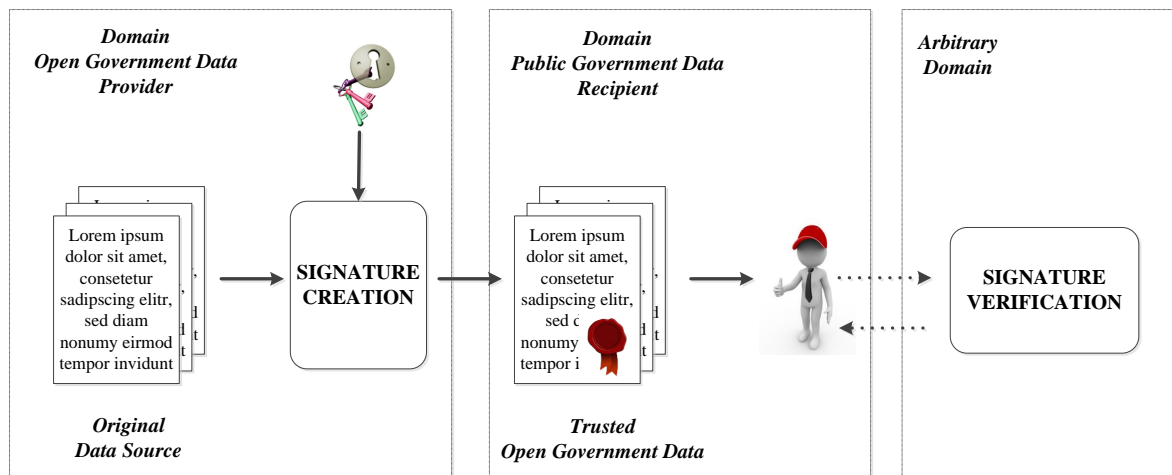 Domain
Open Government Data
Provider
Lorem ipsum
dolor sit amet,
consetetur
sadipscing elitr,
sed diam
nonumy eirmod
tempor invidunt
Original
Data Source
SIGNATURE
CREATION
Domain
Public Government Data
Recipient
Lorem ipsum
dolor sit amet,
consetetur
sadipscing elitr,
sed d
nonumy
tempor i
Trusted
Open Government Data
Arbitrary
Domain
SIGNATURE
VERIFICATION